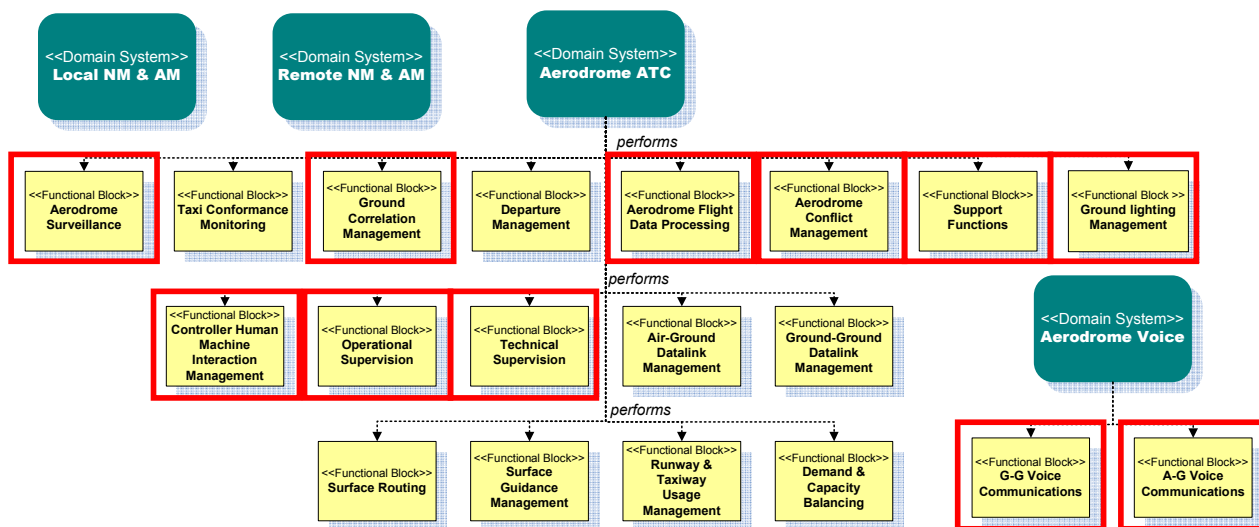 <<Domain System>>
Local NM & AM
<<Domain System>>
Remote NM & AM
<<Domain System>>
Aerodrome ATC
performs
<<Functional Block>>
Aerodrome
Surveillance
<<Functional Block>>
Taxi Conformance
Monitoring
<<Functional Block>>
Ground
Correlation
Management
<<Functional Block>>
Departure
Management
<<Functional Block>>
Aerodrome Flight
Data Processing
<<Functional Block>>
Aerodrome
Conflict
Management
<<Functional Block>>
Support
Functions
<<Functional Block >>
Ground lighting
Management
performs
<<Functional Block>>
Controller Human
Machine
Interaction
Management
<<Functional Block>>
Operational
Supervision
<<Functional Block>>
Technical
Supervision
<<Functional Block>>
Air-Ground
Datalink
Management
<<Functional Block>>
Ground-Ground
Datalink
Management
<<Domain System>>
Aerodrome Voice
performs
<<Functional Block>>
Surface Routing
<<Functional Block>>
Surface
Guidance
Management
<<Functional Block>>
Runway &
Taxiway
Usage
Management
<<Functional Block>>
Demand &
Capacity
Balancing
<<Functional Block>>
G-G Voice
Communications
<<Functional Block>>
A-G Voice
Communications